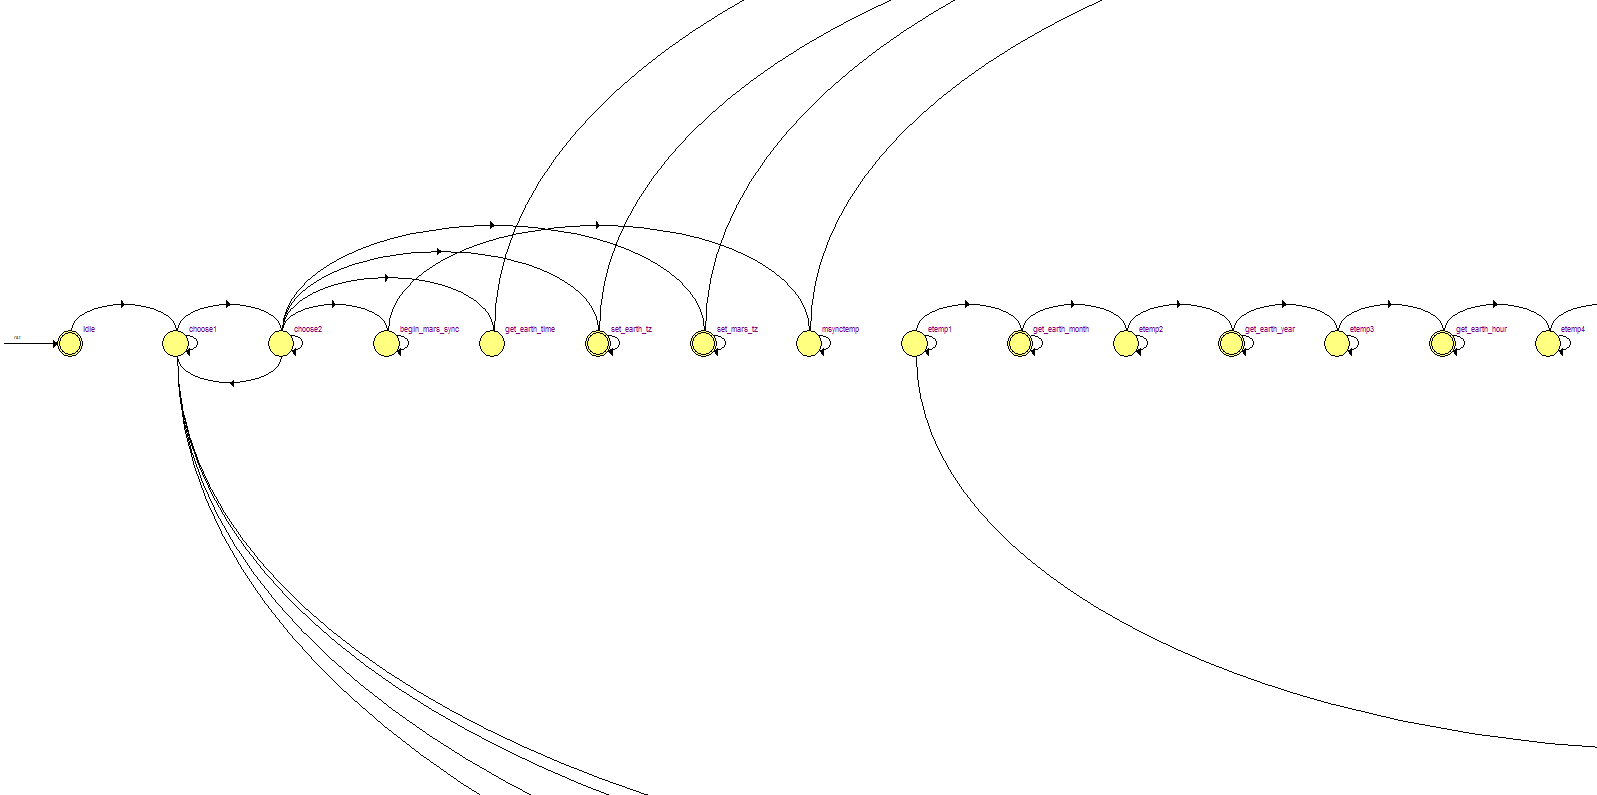 idle
choose1
choose2
begin_mars_sync
get_earth_time
set_earth_tz
set_mars_tz
msynctemp
etemp1
get_earth_month
etemp2
get_earth_year
etemp3
get_earth_hour
etemp4